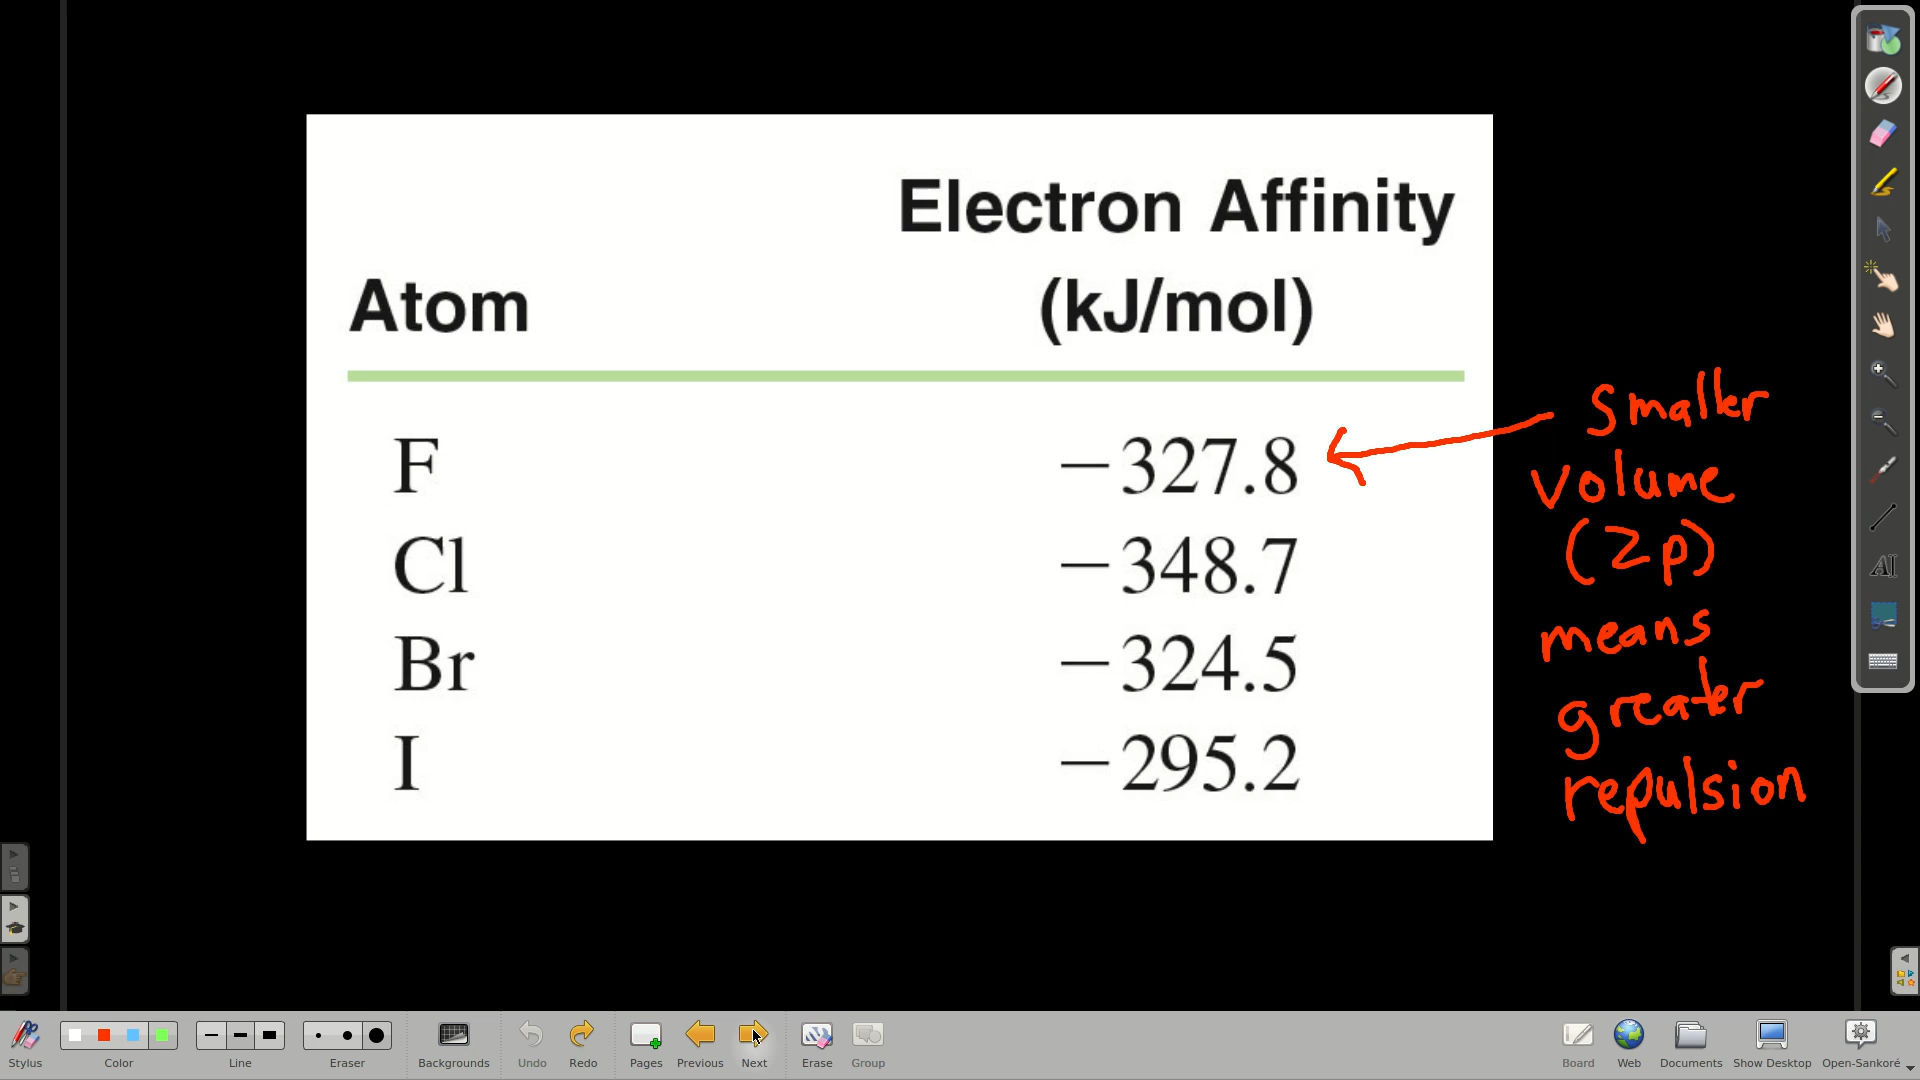 Electron Affinity
Atom (kJ/mol)
F −327.8
Cl −348.7
Br −324.5
I −295.2
Smaller
volume
(2p)
means
greater
repulsion
AI
Stylus Color Line Eraser Backgrounds Undo Redo Pages Previous Next Erase Group Board Web Documents Show Desktop Open-Sankoré